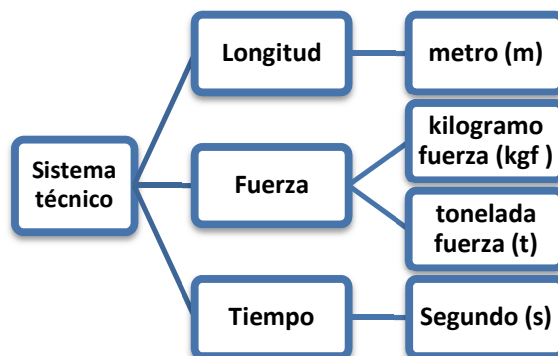 Longitud
metro (m)
Sistema
técnico
Fuerza
kilogramo
fuerza (kgf )
tonelada
fuerza (t)
Tiempo
Segundo (s)